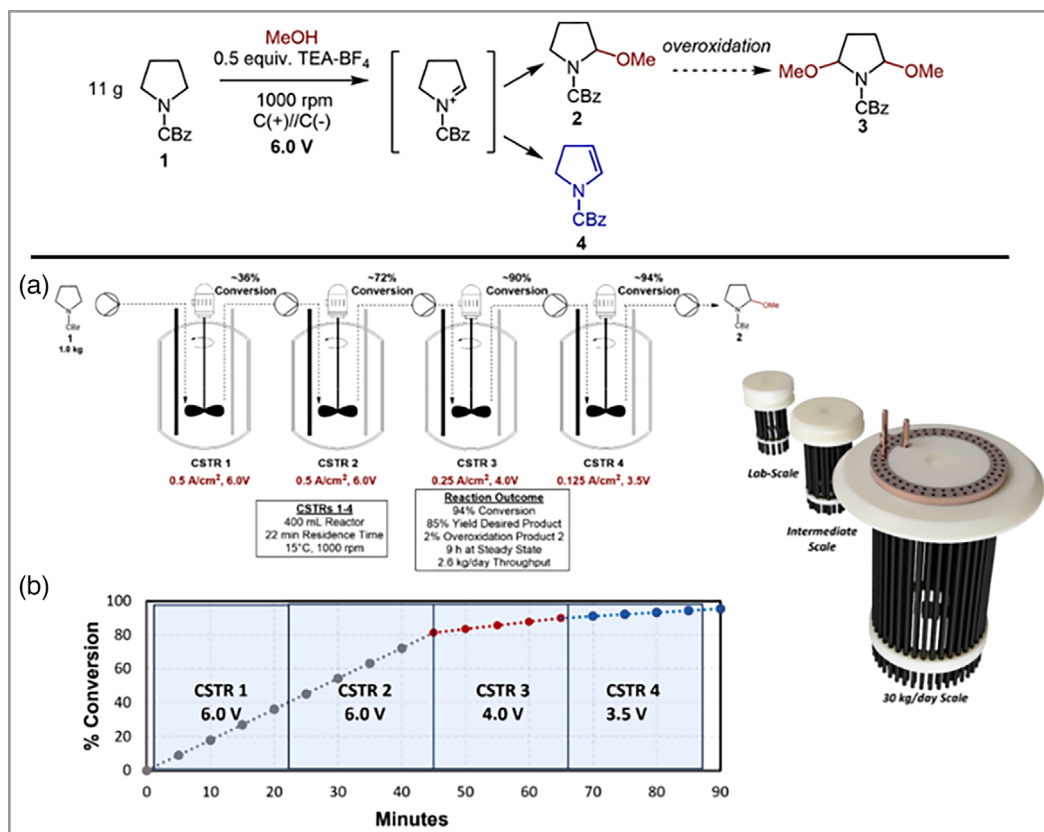 MeOH
0.5 equiv. TEA-BF4
11 g
1000 rpm
C(+)//C(-)
6.0 V
N
CBz
1
N+
CBz
OMe
N
CBz
2
overoxidation
MeO
OMe
N
CBz
3
N
CBz
4
(a)
~36%
Conversion
~72%
Conversion
~90%
Conversion
~94%
Conversion
N
CBz
1
1.0 kg
OMe
N
CBz
2
CSTR 1
CSTR 2
CSTR 3
CSTR 4
0.5 A/cm2, 6.0V
0.5 A/cm2, 6.0V
0.25 A/cm2, 4.0V
0.125 A/cm2, 3.5V
CSTRs 1-4
400 mL Reactor
22 min Residence Time
15°C, 1000 rpm
Reaction Outcome
94% Conversion
85% Yield Desired Product
2% Overoxidation Product 2
9 h at Steady State
2.6 kg/day Throughput
Lab-Scale
Intermediate
Scale
30 kg/day Scale
(b)
% Conversion
100
80
60
40
20
0
CSTR 1
6.0 V
CSTR 2
6.0 V
CSTR 3
4.0 V
CSTR 4
3.5 V
0 10 20 30 40 50 60 70 80 90
Minutes